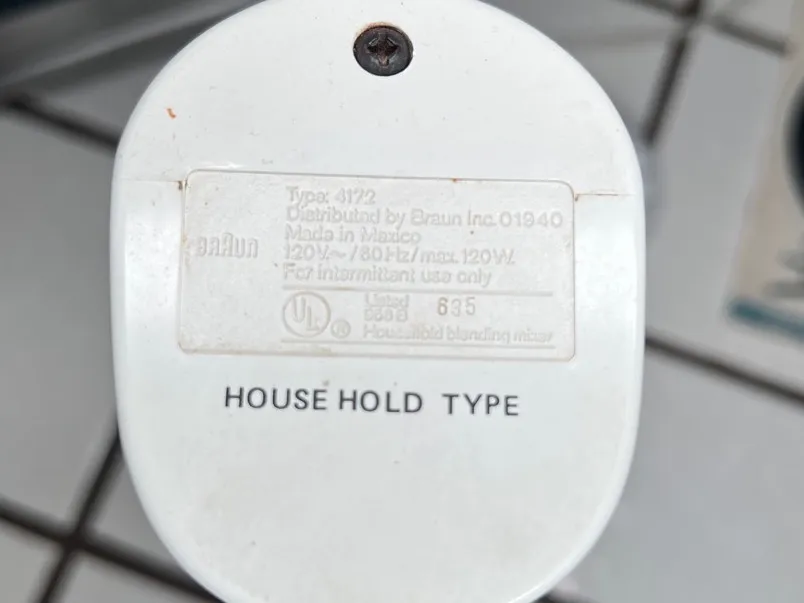 BRAUN
Type: 4172
Distributed by Braun Inc. 01940
Made in Mexico
120V.~/60Hz/max. 120W.
For intermittent use only
UL ®
Listed
635
Household blending mixer
HOUSE HOLD TYPE